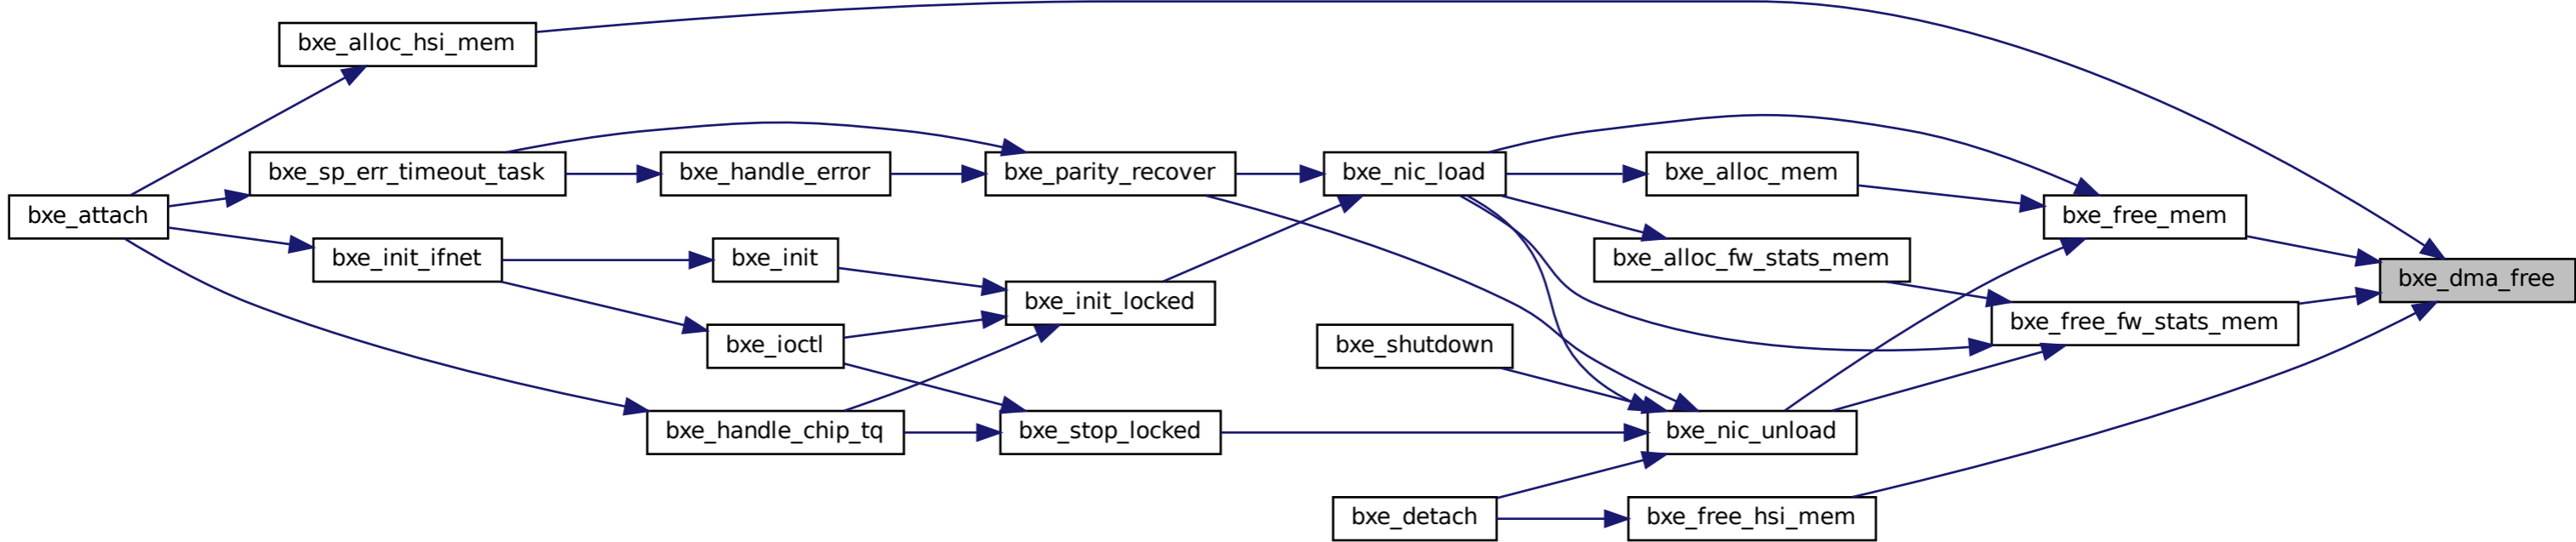 bxe_alloc_hsi_mem
bxe_sp_err_timeout_task
bxe_handle_error
bxe_parity_recover
bxe_nic_load
bxe_alloc_mem
bxe_attach
bxe_free_mem
bxe_init_ifnet
bxe_init
bxe_alloc_fw_stats_mem
bxe_dma_free
bxe_init_locked
bxe_free_fw_stats_mem
bxe_ioctl
bxe_shutdown
bxe_handle_chip_tq
bxe_stop_locked
bxe_nic_unload
bxe_detach
bxe_free_hsi_mem